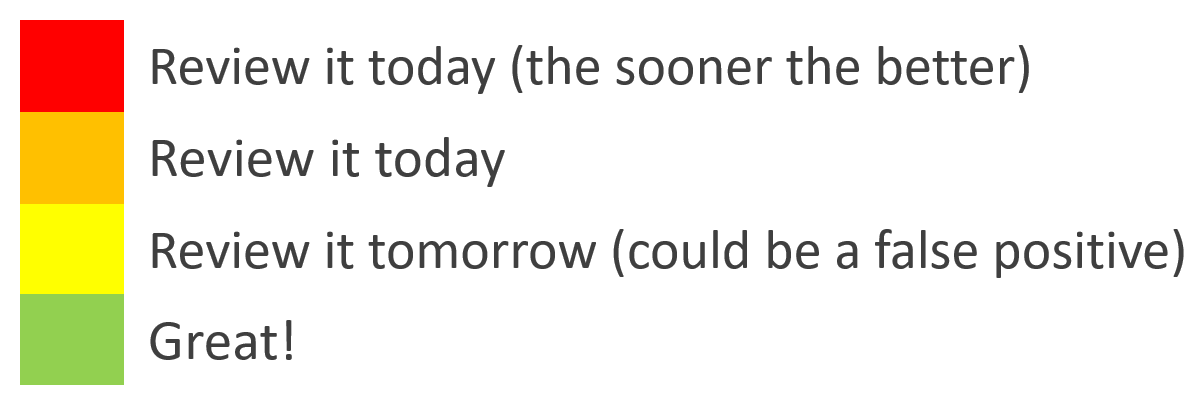 Review it today (the sooner the better)
Review it today
Review it tomorrow (could be a false positive)
Great!